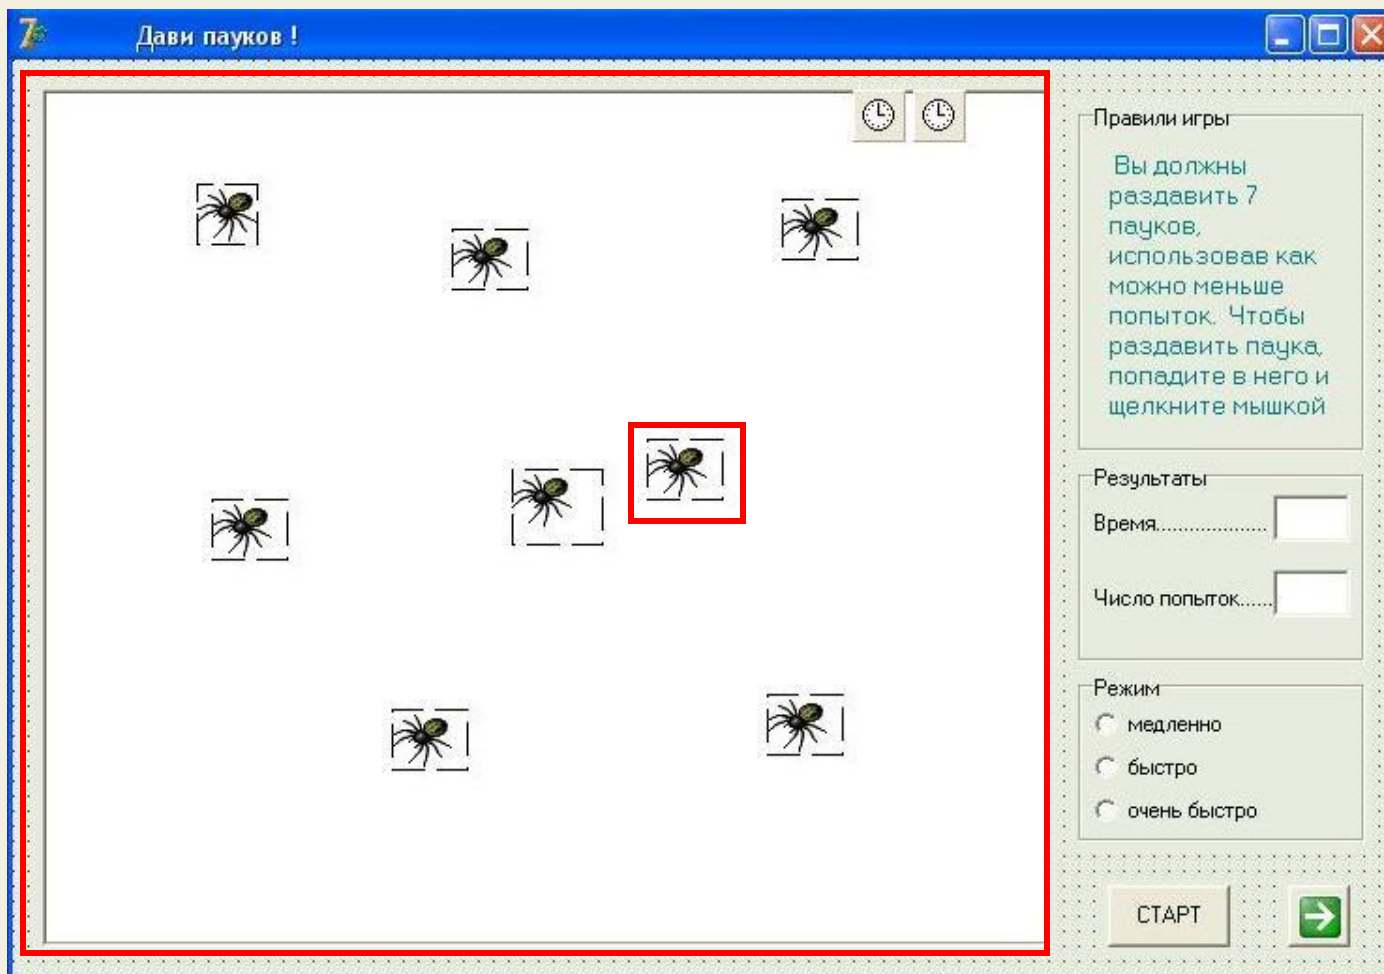 Дави пауков !
Правили игры
Вы должны
раздавить 7
пауков,
использовав как
можно меньше
попыток. Чтобы
раздавить паука,
попадите в него и
щелкните мышкой
Результаты
Время...................
Число попыток......
Режим
медленно
быстро
очень быстро
СТАРТ